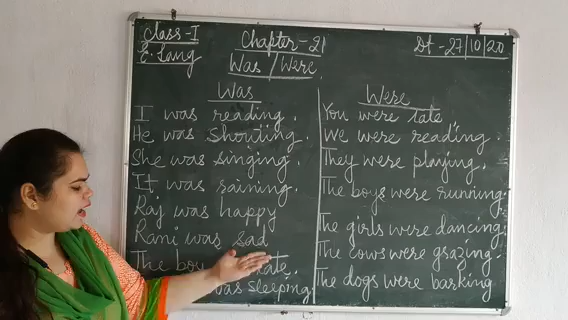 Class-I
E. Lang
Chapter-21
Was/Were
Dt-27/10/20
Was
I was reading.
He was Shouting.
She was singing.
It was raining.
Raj was happy
Rani was sad
The boy late.
was sleeping
Were
You were late
We were reading.
They were playing.
The boys were running.
The girls were dancing.
The cows were grazing.
The dogs were barking